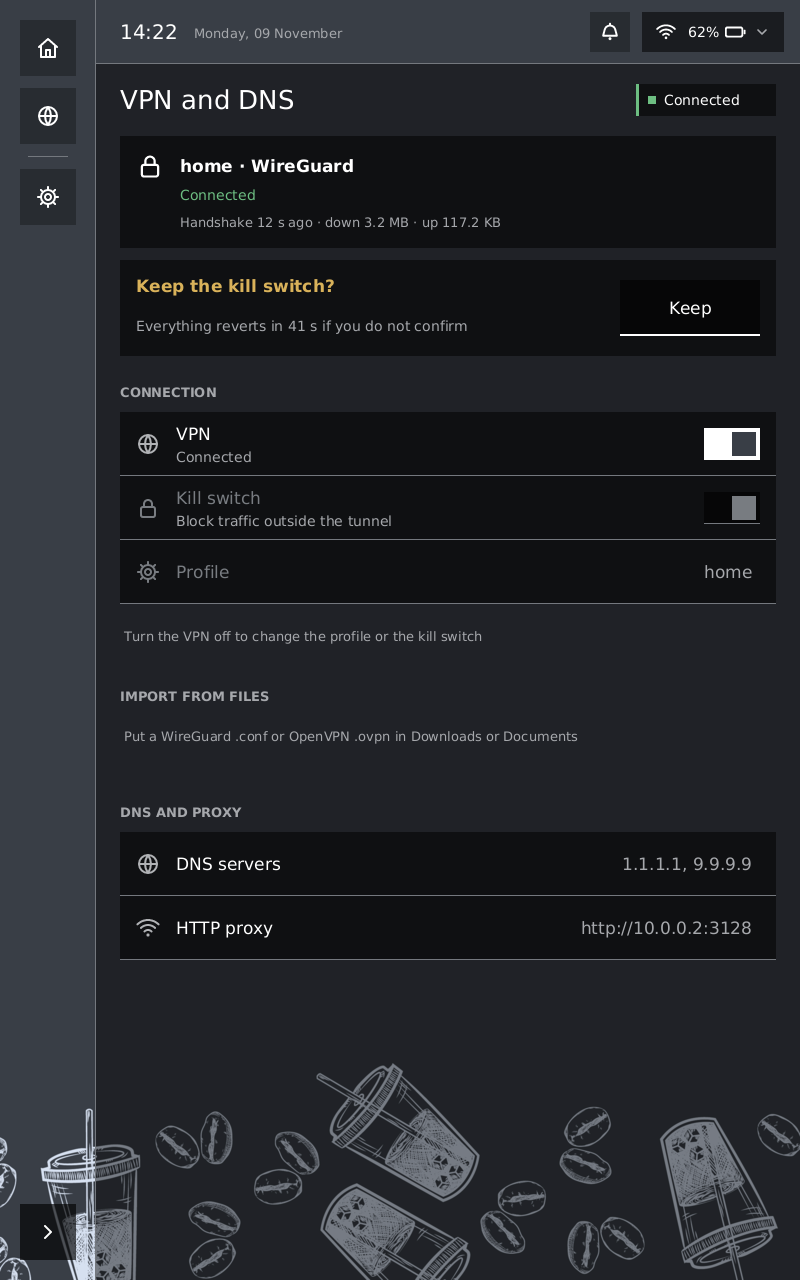 14:22 Monday, 09 November 62%
VPN and DNS Connected
home · WireGuard
Connected
Handshake 12 s ago · down 3.2 MB · up 117.2 KB
Keep the kill switch?
Keep
Everything reverts in 41 s if you do not confirm
CONNECTION
VPN
Connected
Kill switch
Block traffic outside the tunnel
Profile home
Turn the VPN off to change the profile or the kill switch
IMPORT FROM FILES
Put a WireGuard .conf or OpenVPN .ovpn in Downloads or Documents
DNS AND PROXY
DNS servers 1.1.1.1, 9.9.9.9
HTTP proxy http://10.0.0.2:3128